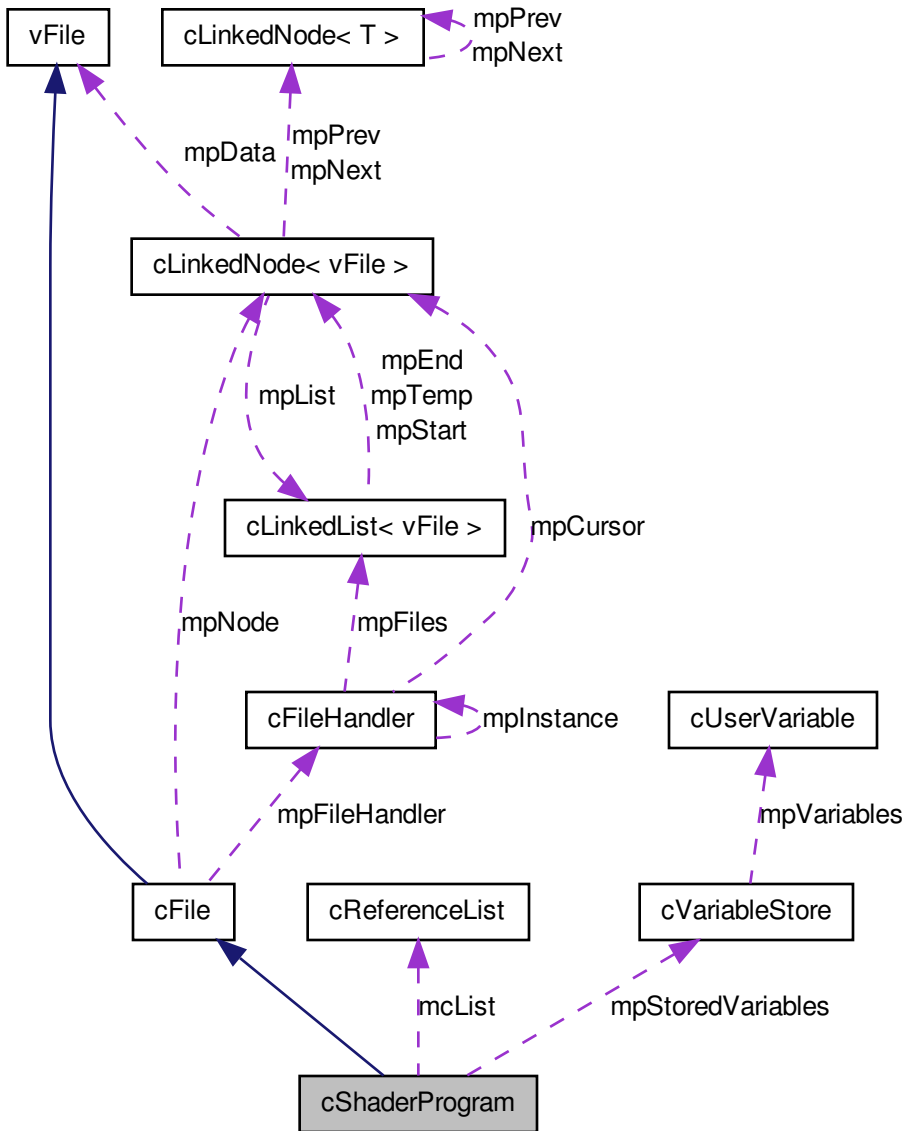 vFile
cLinkedNode< T >
mpPrev
mpNext
mpData
mpPrev
mpNext
cLinkedNode< vFile >
mpList
mpEnd
mpTemp
mpStart
cLinkedList< vFile >
mpCursor
mpNode
mpFiles
cFileHandler
mpInstance
cUserVariable
mpFileHandler
mpVariables
cFile
cReferenceList
cVariableStore
mcList
mpStoredVariables
cShaderProgram